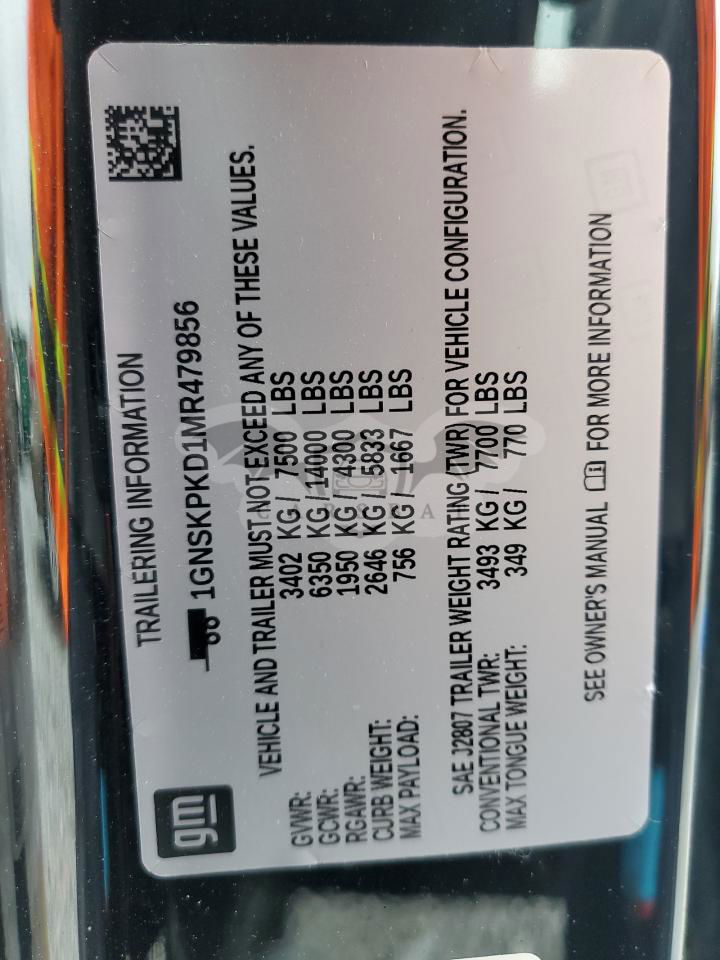 gm
TRAILERING INFORMATION
1GNSKPKD1MR479856
VEHICLE AND TRAILER MUST NOT EXCEED ANY OF THESE VALUES.
GVWR: 3402 KG / 7500 LBS
GCWR: 6350 KG / 14000 LBS
RGAWR: 1950 KG / 4300 LBS
CURB WEIGHT: 2646 KG / 5833 LBS
MAX PAYLOAD: 756 KG / 1667 LBS
SAE J2807 TRAILER WEIGHT RATING (TWR) FOR VEHICLE CONFIGURATION.
CONVENTIONAL TWR: 3493 KG / 7700 LBS
MAX TONGUE WEIGHT: 349 KG / 770 LBS
SEE OWNER'S MANUAL FOR MORE INFORMATION